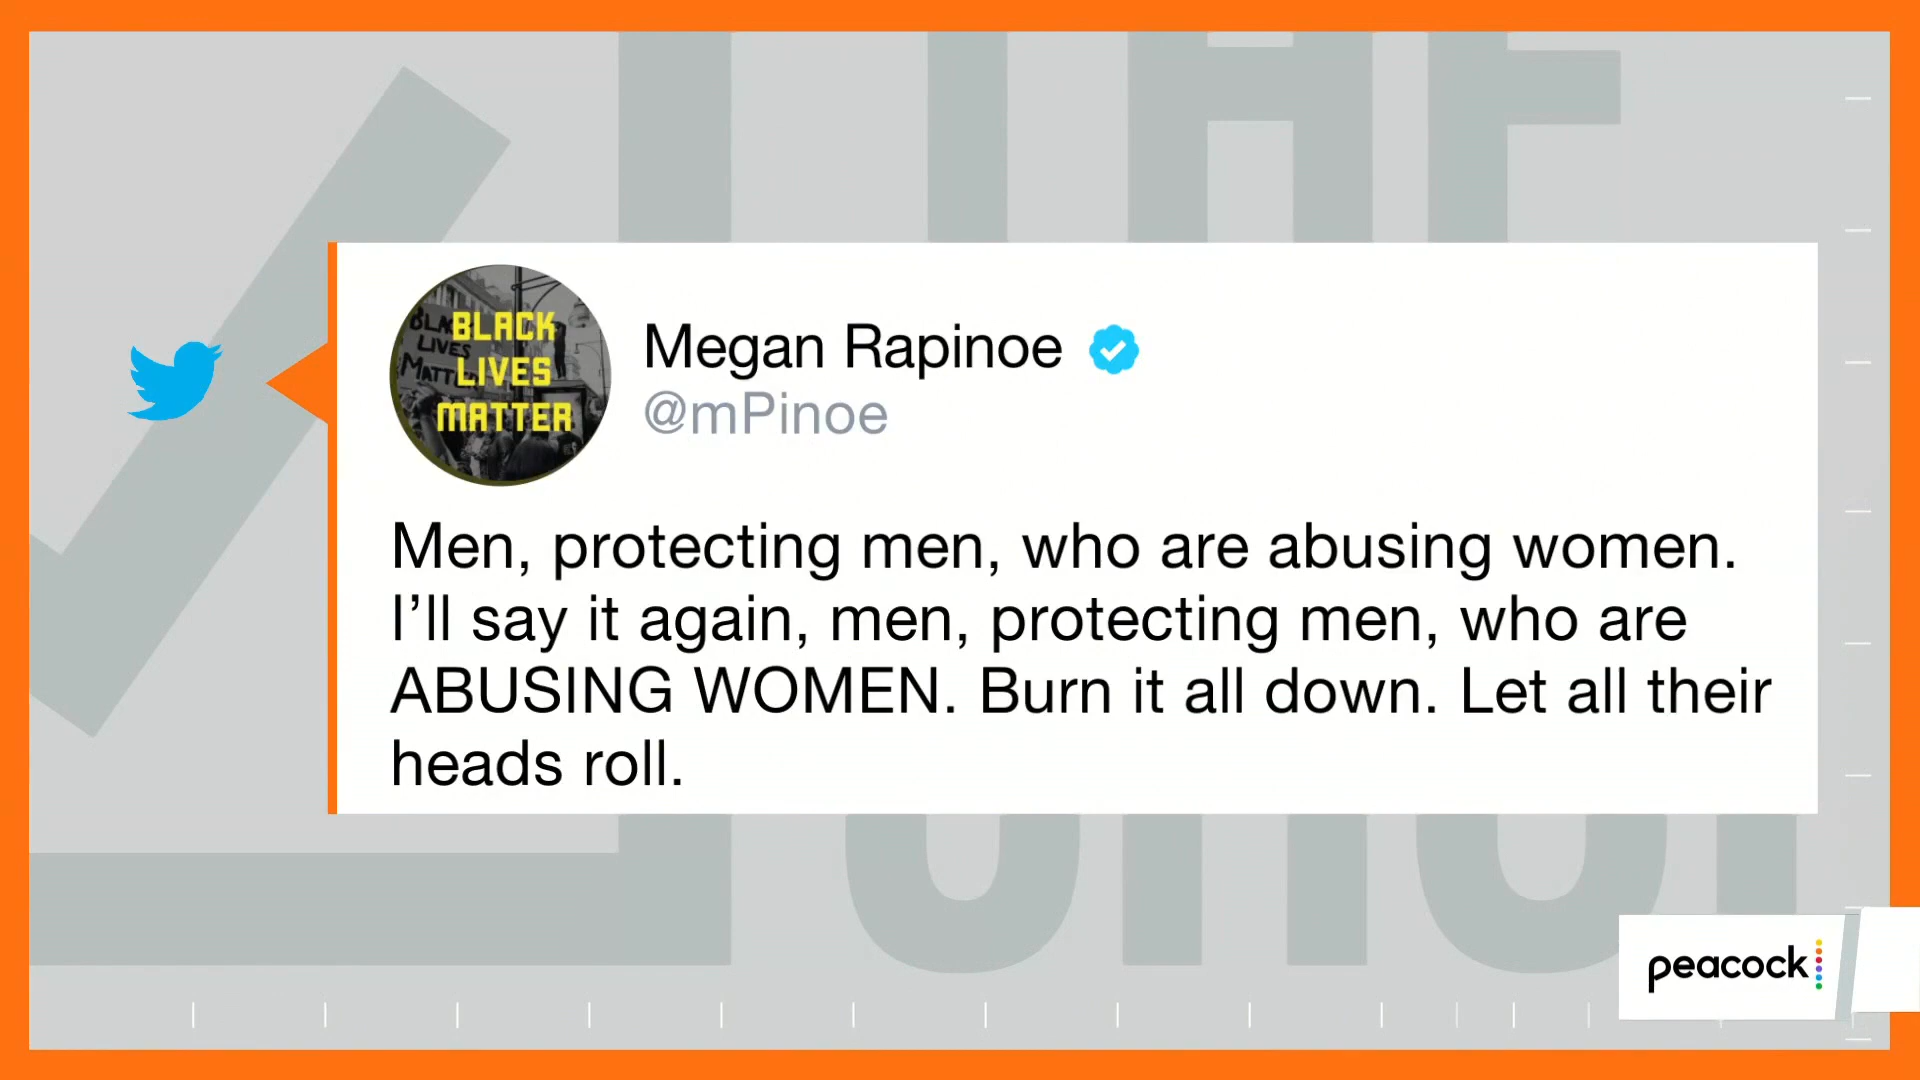 BLACK
LIVES
MATTER
Megan Rapinoe
@mPinoe
Men, protecting men, who are abusing women.
I’ll say it again, men, protecting men, who are
ABUSING WOMEN. Burn it all down. Let all their
heads roll.
peacock